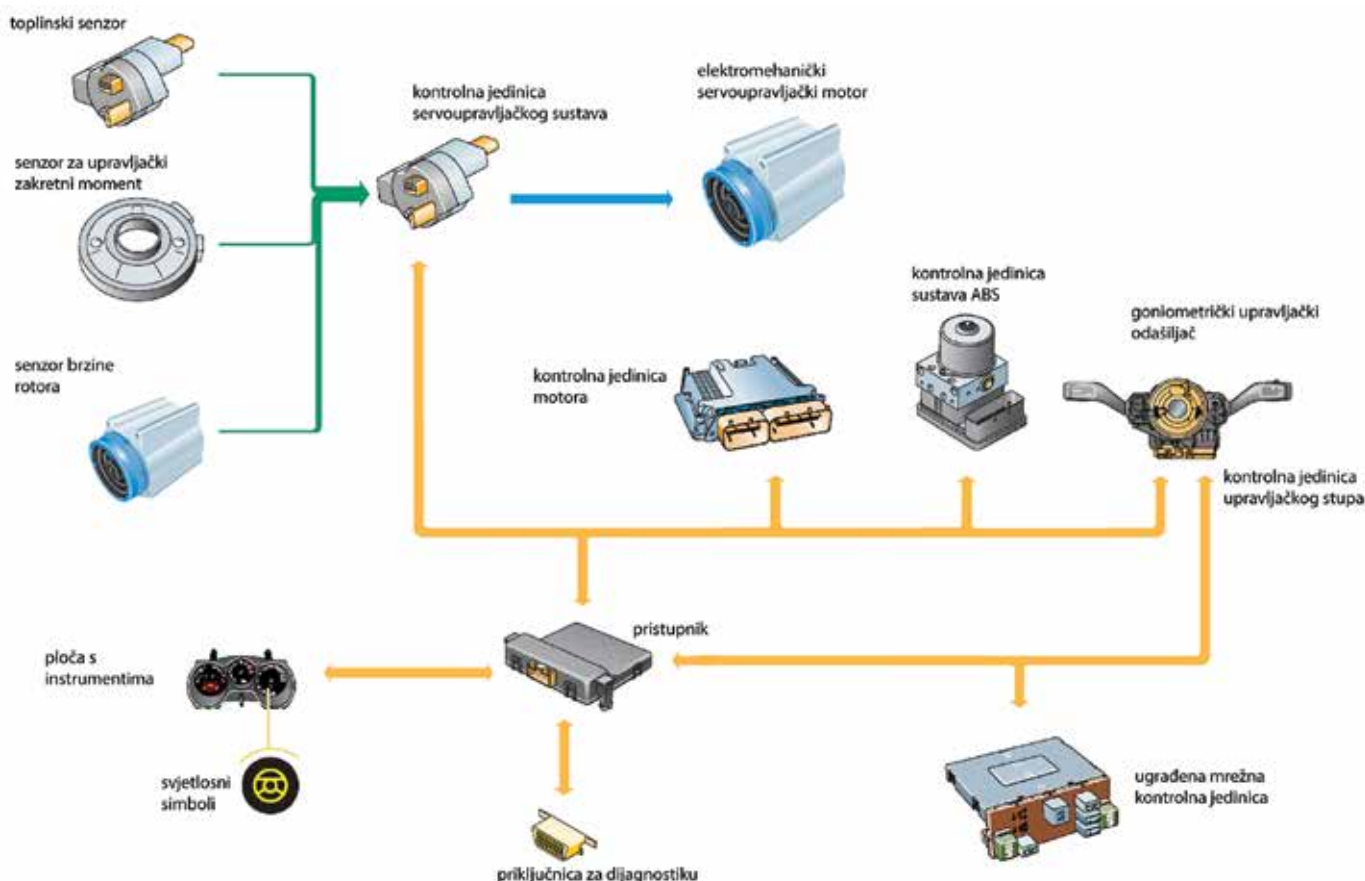 toplinski senzor
kontrolna jedinica
servoupravljačkog sustava
elektromehanički
servoupravljački motor
senzor za upravljački
zakretni moment
kontrolna jedinica
sustava ABS
goniometrički upravljački
odašiljač
senzor brzine
rotora
kontrolna jedinica
motora
kontrolna jedinica
upravljačkog stupa
pristupnik
ploča s
instrumentima
svjetlosni
simboli
ugrađena mrežna
kontrolna jedinica
priključnica za dijagnostiku